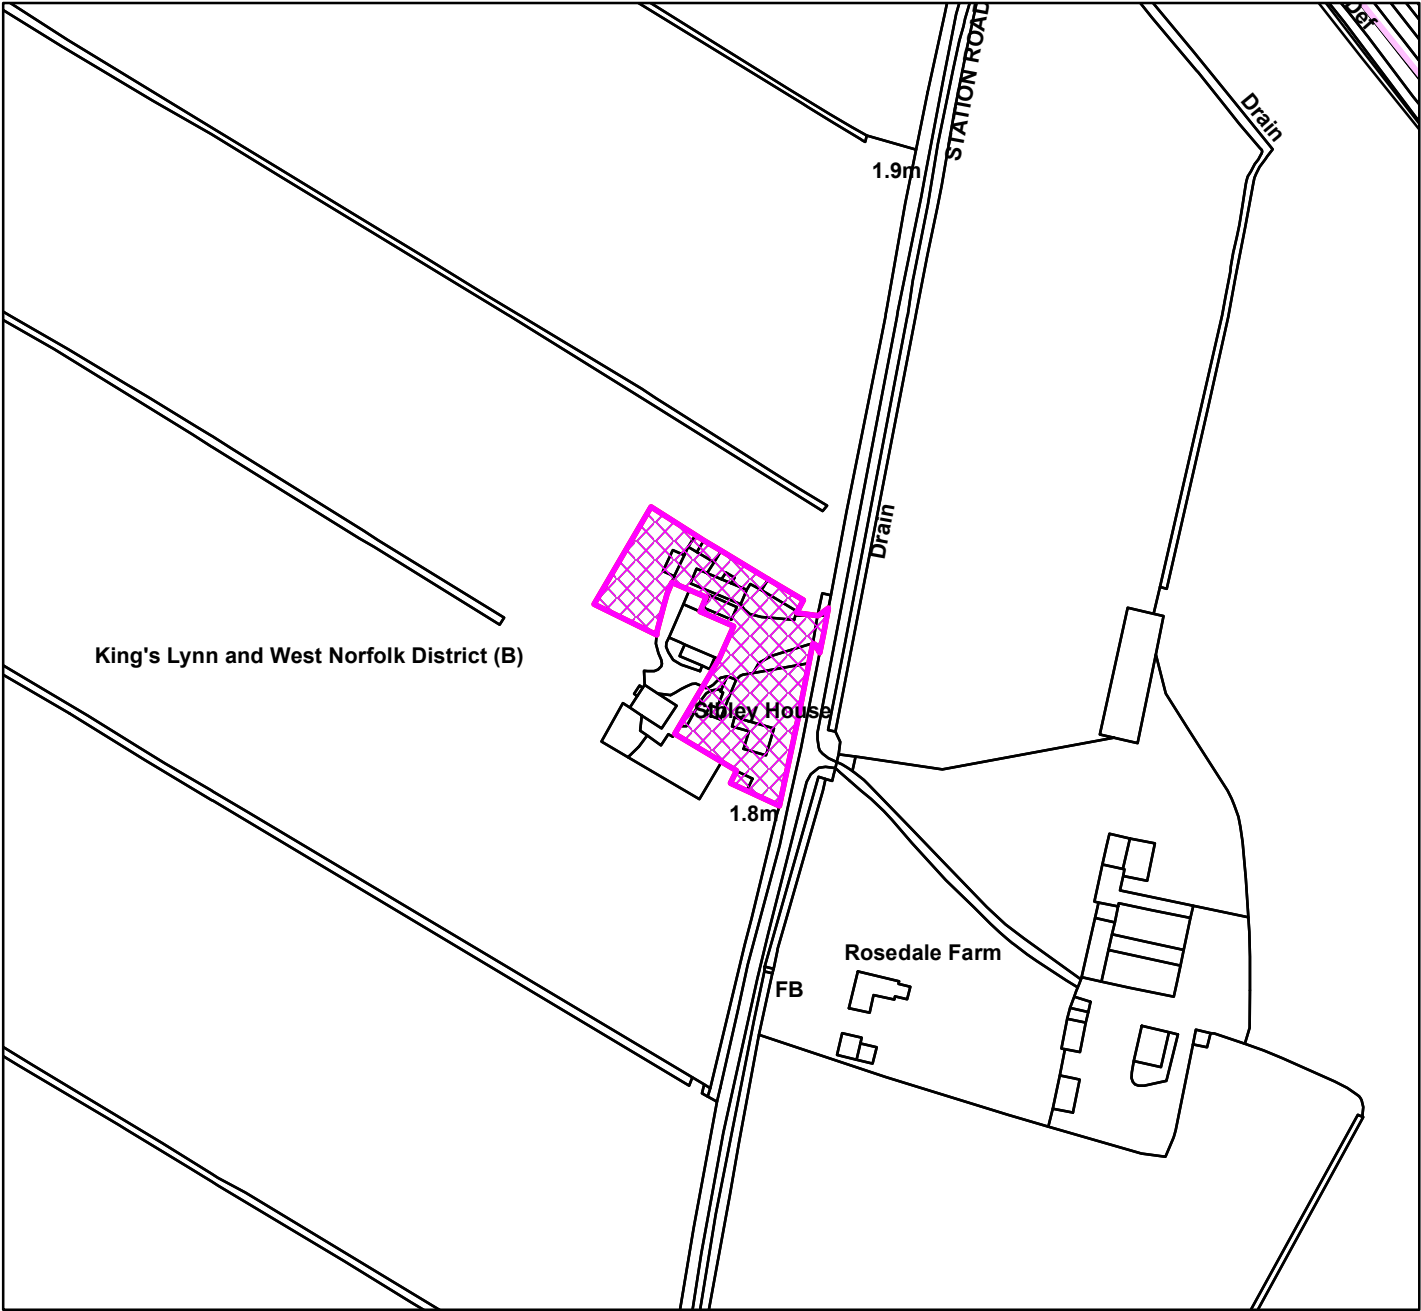 Def
STATION ROAD
Drain
1.9m
Drain
King's Lynn and West Norfolk District (B)
Sibley House
1.8m
Rosedale Farm
FB